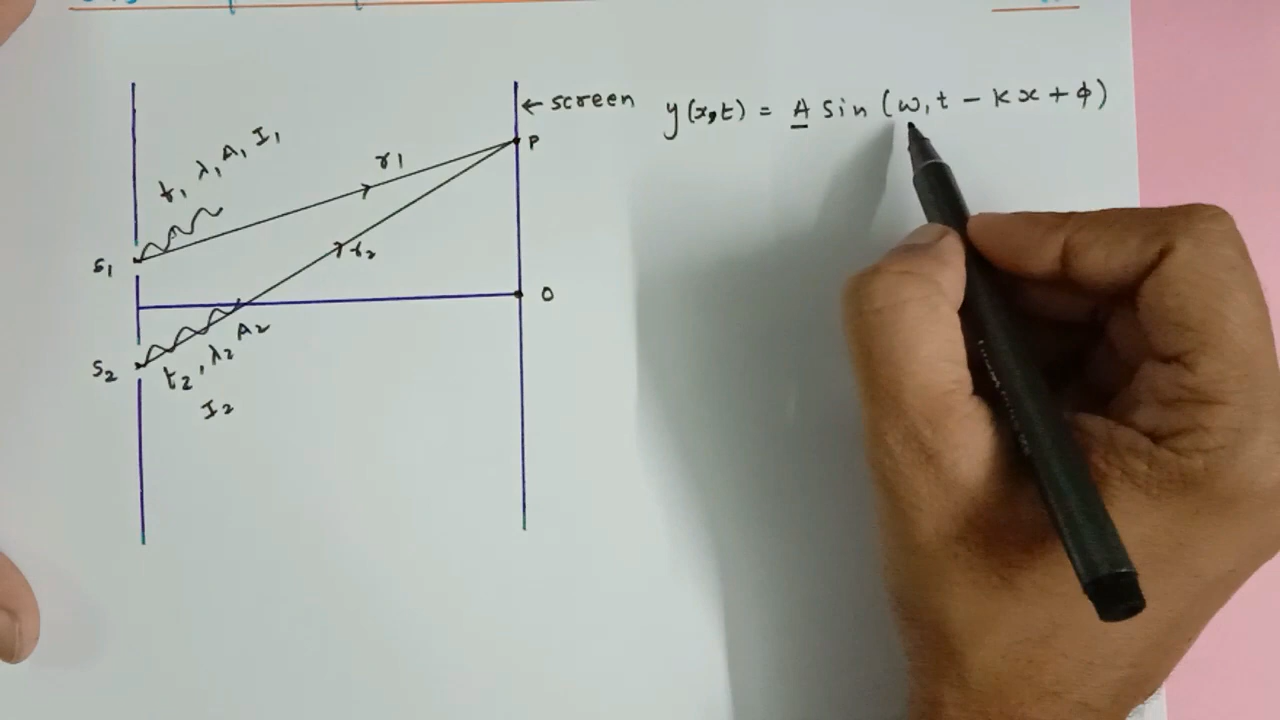 ← screen
y(x,t) = A sin (ω₁t − kx + ϕ)
P
r₁
f₁ λ₁ A₁ I₁
S₁
r₂
O
S₂
f₂, λ₂ A₂
I₂